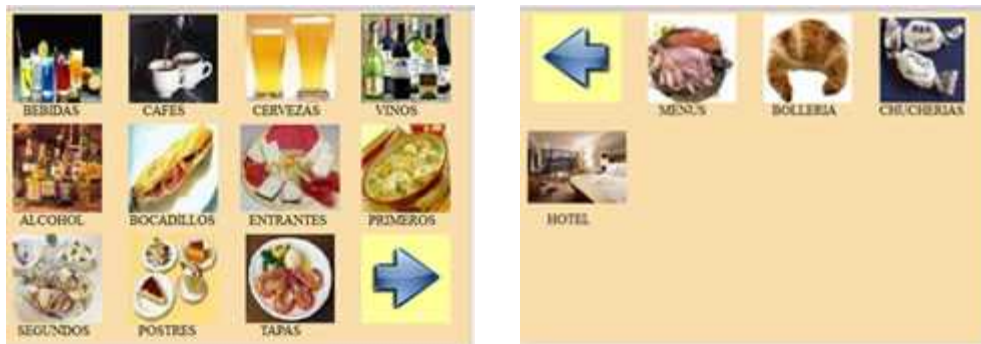 BEBIDAS CAFES CERVEZAS VINOS
ALCOHOL BOCADILLOS ENTRANTES PRIMEROS
SEGUNDOS POSTRES TAPAS
MENUS BOLLERIA CHUCHERIAS
HOTEL